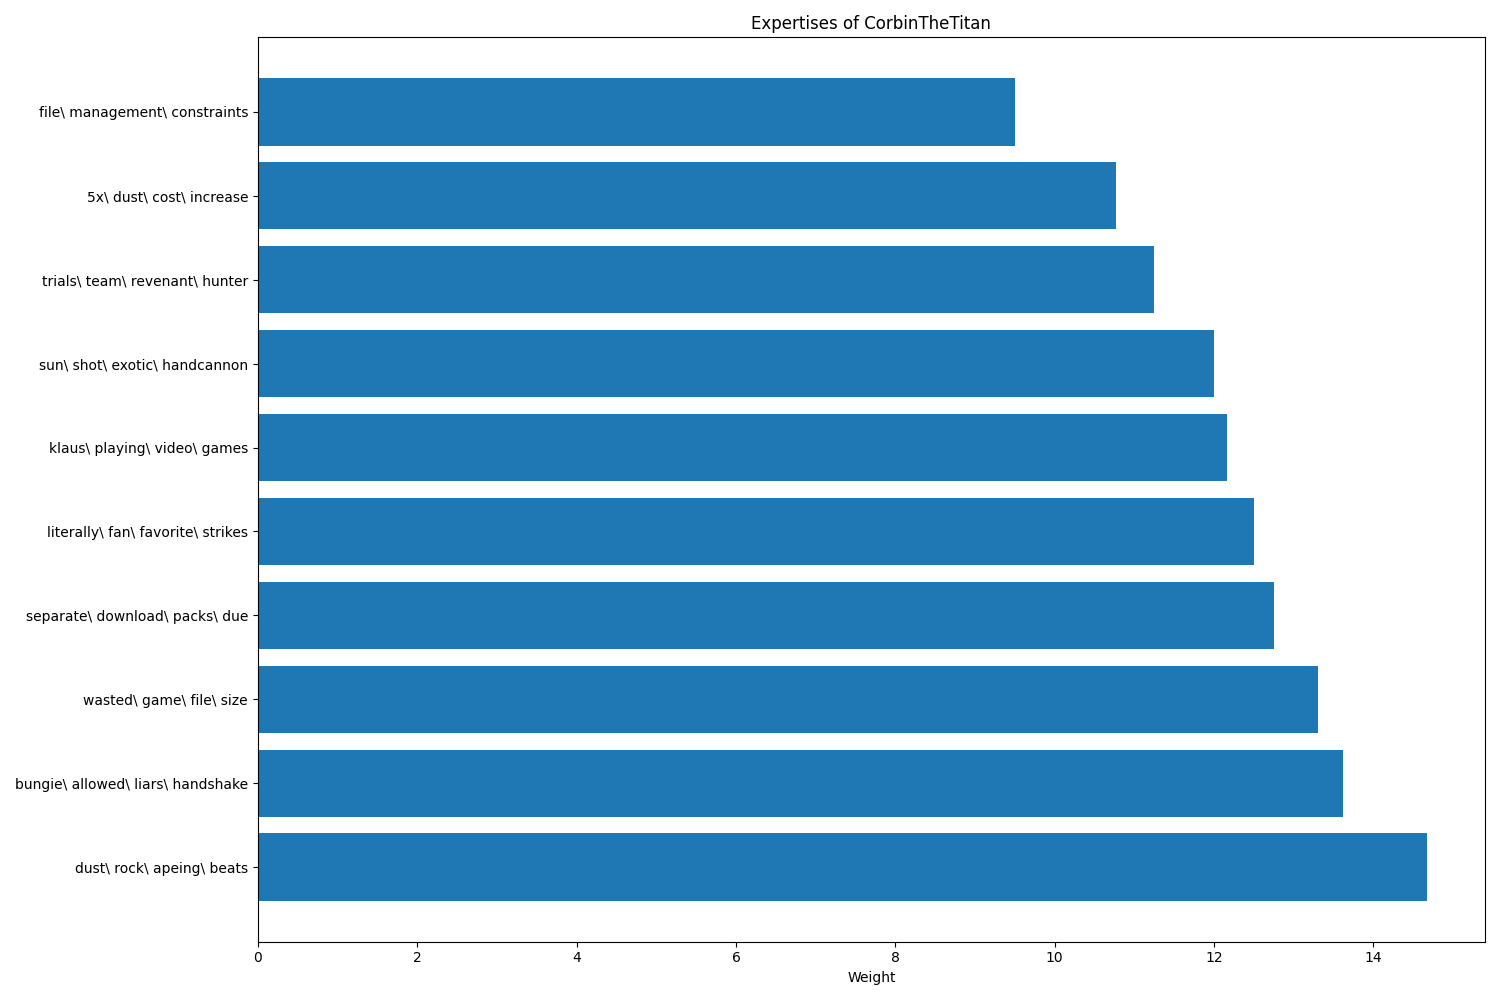 Expertises of CorbinTheTitan
file\ management\ constraints
5x\ dust\ cost\ increase
trials\ team\ revenant\ hunter
sun\ shot\ exotic\ handcannon
klaus\ playing\ video\ games
literally\ fan\ favorite\ strikes
separate\ download\ packs\ due
wasted\ game\ file\ size
bungie\ allowed\ liars\ handshake
dust\ rock\ apeing\ beats
0 2 4 6 8 10 12 14
Weight